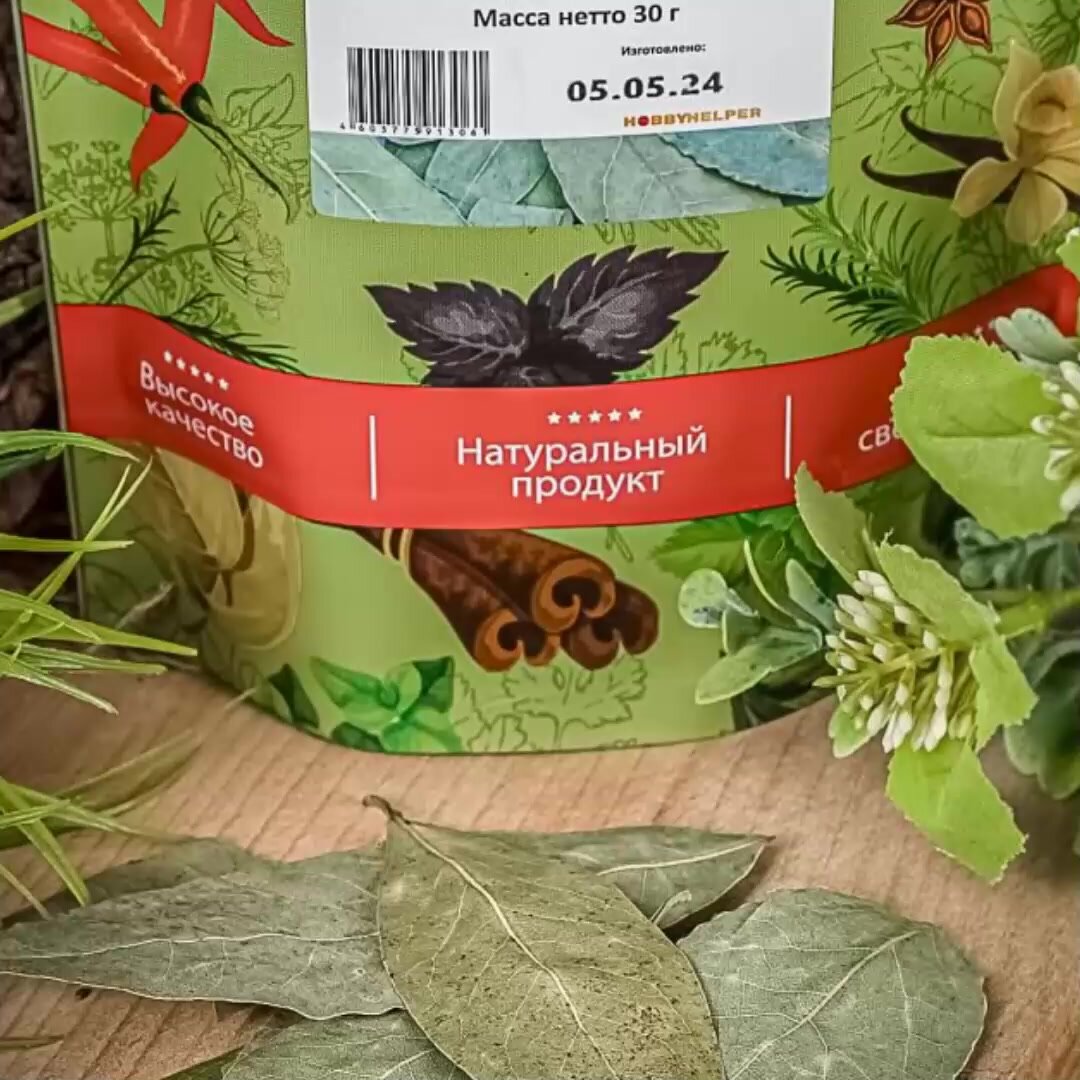 Масса нетто 30 г
Изготовлено:
05.05.24
HOBBYHELPER
Высокое
качество
Натуральный
продукт